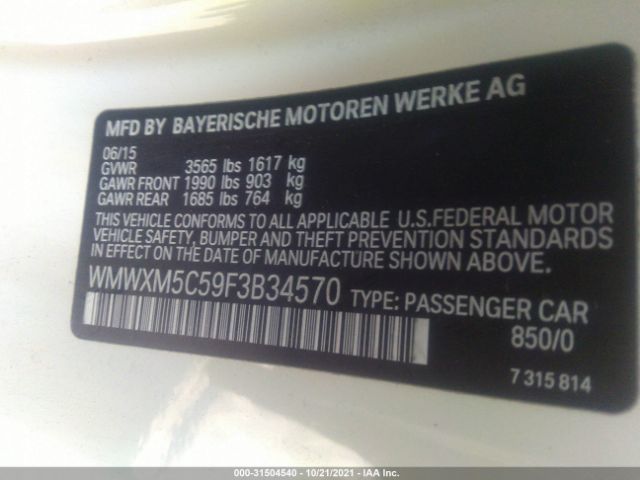 MFD BY BAYERISCHE MOTOREN WERKE AG
06/15
GVWR 3565 lbs 1617 kg
GAWR FRONT 1990 lbs 903 kg
GAWR REAR 1685 lbs 764 kg
THIS VEHICLE CONFORMS TO ALL APPLICABLE U.S.FEDERAL MOTOR
VEHICLE SAFETY, BUMPER AND THEFT PREVENTION STANDARDS
IN EFFECT ON THE DATE OF MANUFACTURE SHOWN ABOVE.
WMWXM5C59F3B34570 TYPE: PASSENGER CAR
850/0
7 315 814
000-31504540 - 10/21/2021 - IAA Inc.